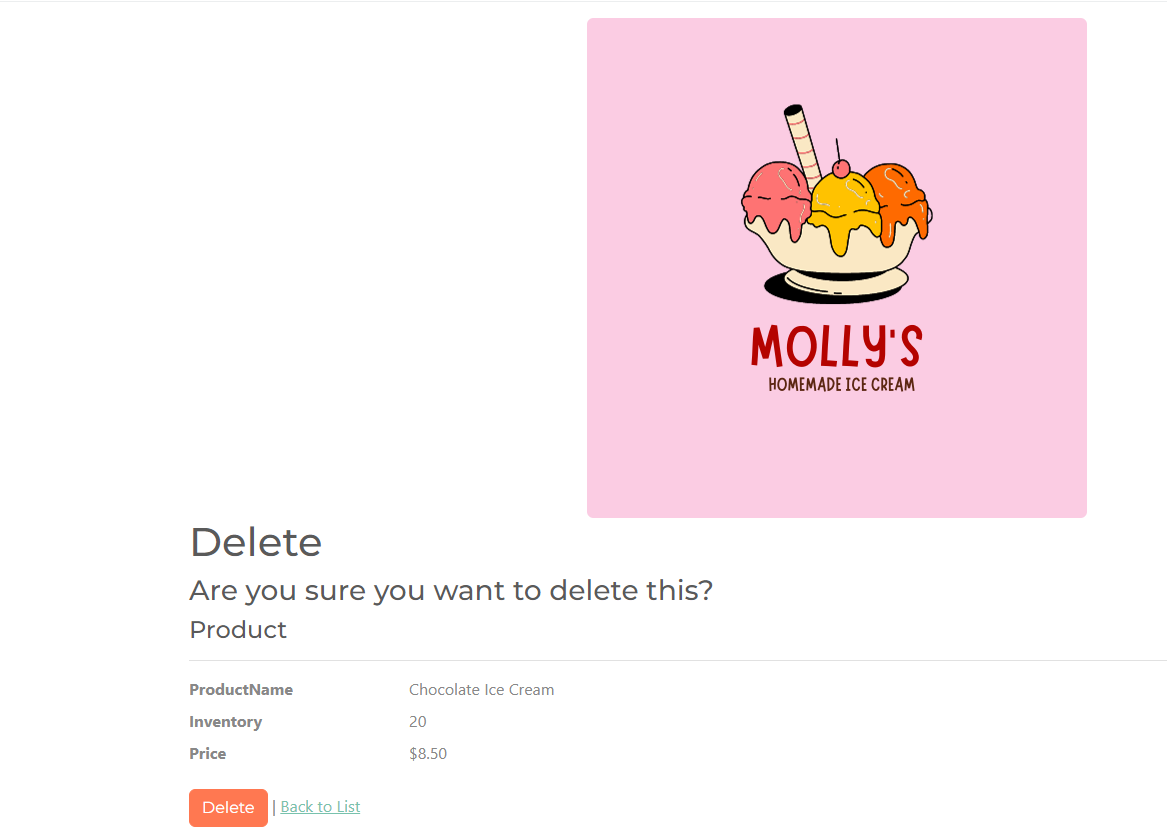 MOLLY'S
HOMEMADE ICE CREAM
Delete
Are you sure you want to delete this?
Product
ProductName Chocolate Ice Cream
Inventory 20
Price $8.50
Delete | Back to List